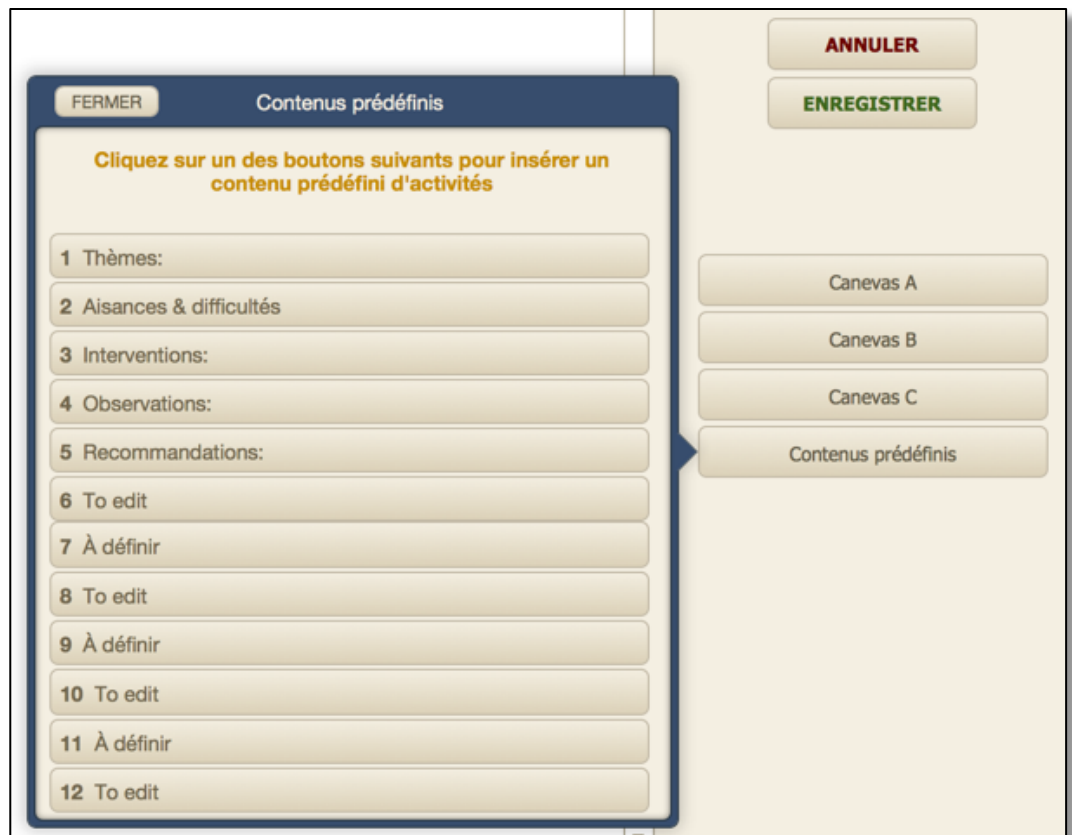 ANNULER
ENREGISTRER
FERMER
Contenus prédéfinis
Cliquez sur un des boutons suivants pour insérer un
contenu prédéfini d'activités
1 Thèmes:
2 Aisances & difficultés
3 Interventions:
4 Observations:
5 Recommandations:
6 To edit
7 À définir
8 To edit
9 À définir
10 To edit
11 À définir
12 To edit
Canevas A
Canevas B
Canevas C
Contenus prédéfinis